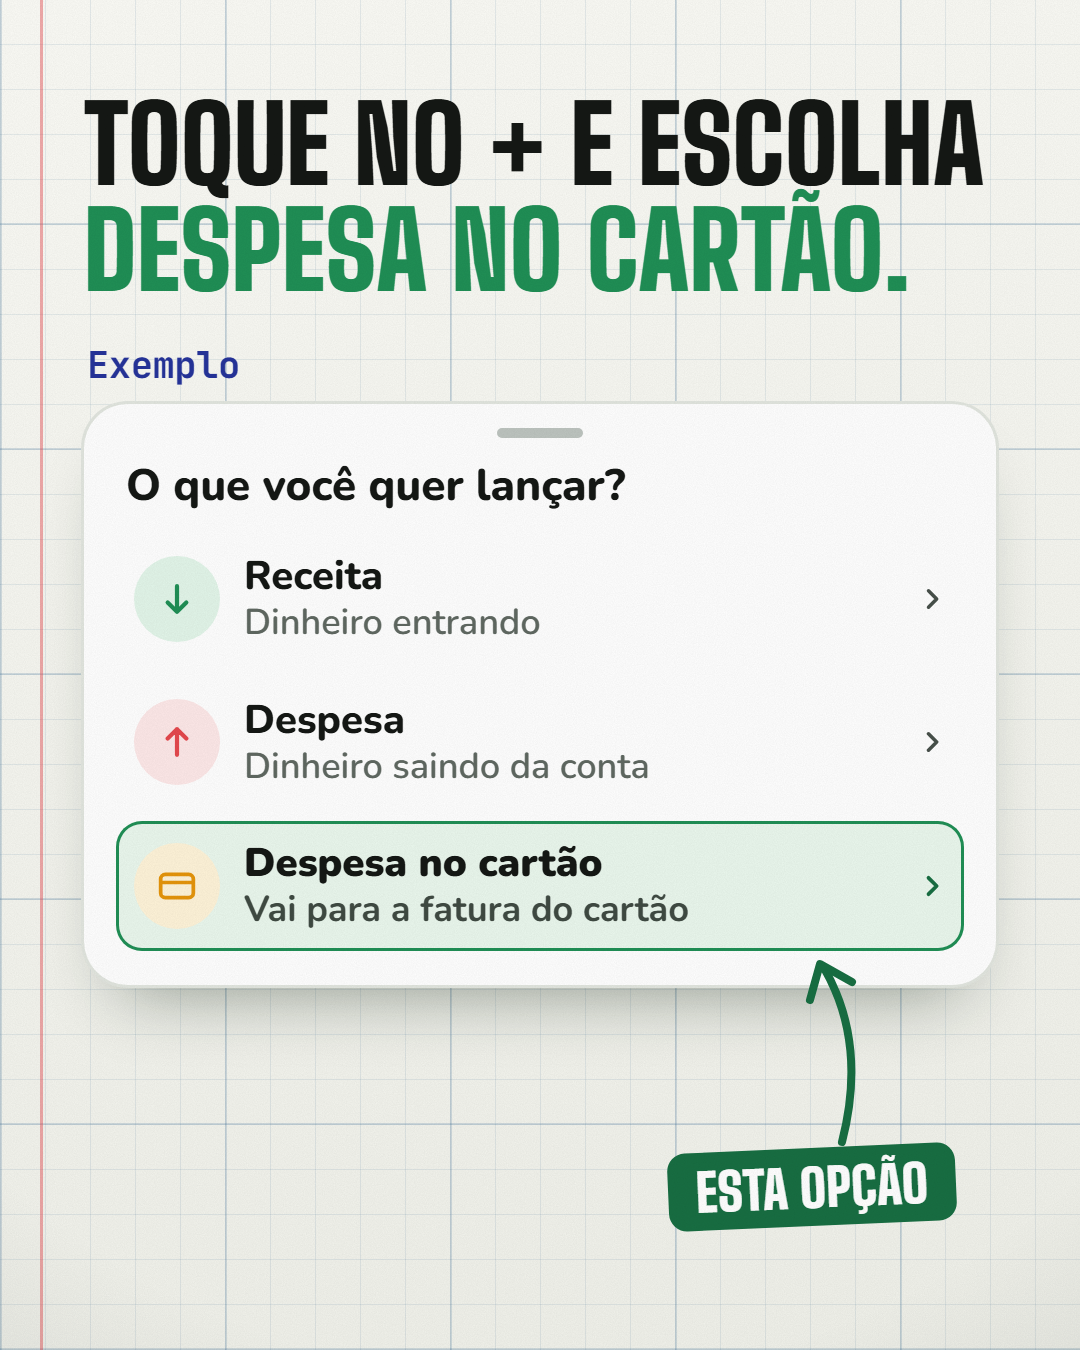 TOQUE NO + E ESCOLHA
DESPESA NO CARTÃO.
Exemplo
O que você quer lançar?
Receita
Dinheiro entrando
Despesa
Dinheiro saindo da conta
Despesa no cartão
Vai para a fatura do cartão
ESTA OPÇÃO